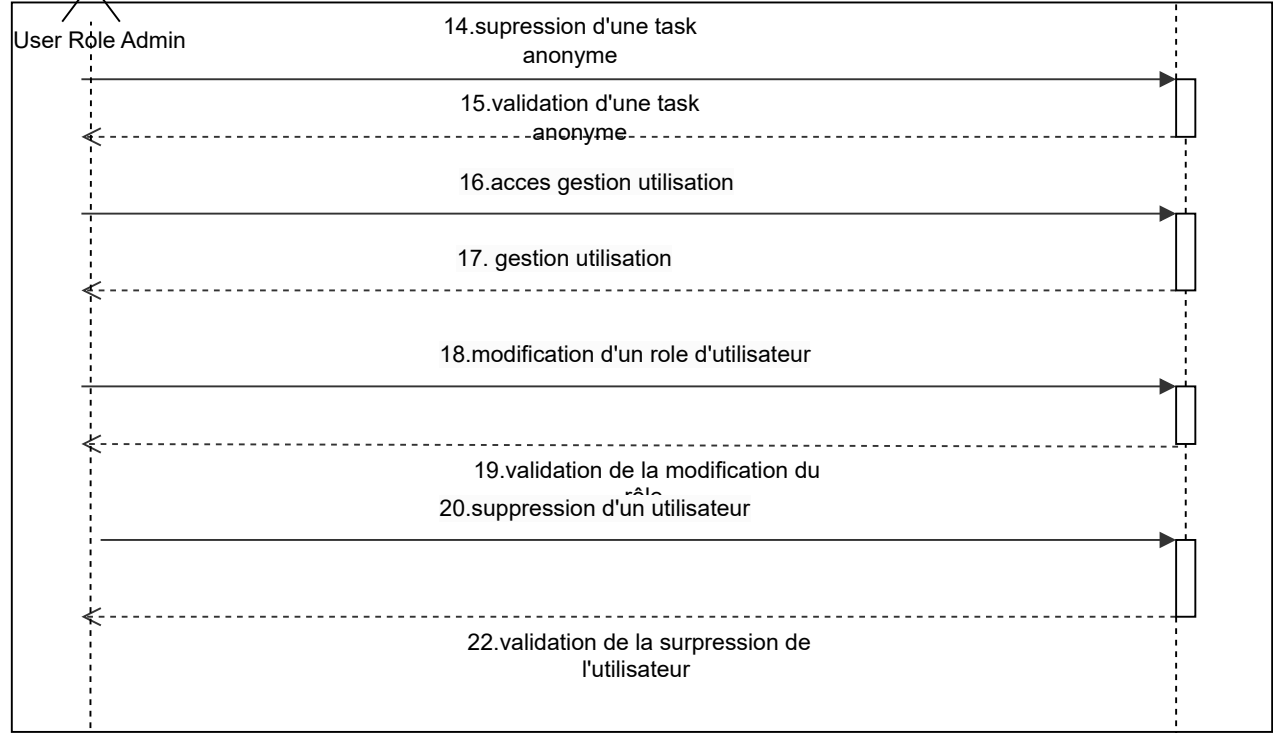 14.supression d'une task
anonyme
User Role Admin
15.validation d'une task
anonyme
16.acces gestion utilisation
17. gestion utilisation
18.modification d'un role d'utilisateur
19.validation de la modification du
rôle
20.suppression d'un utilisateur
22.validation de la surpression de
l'utilisateur